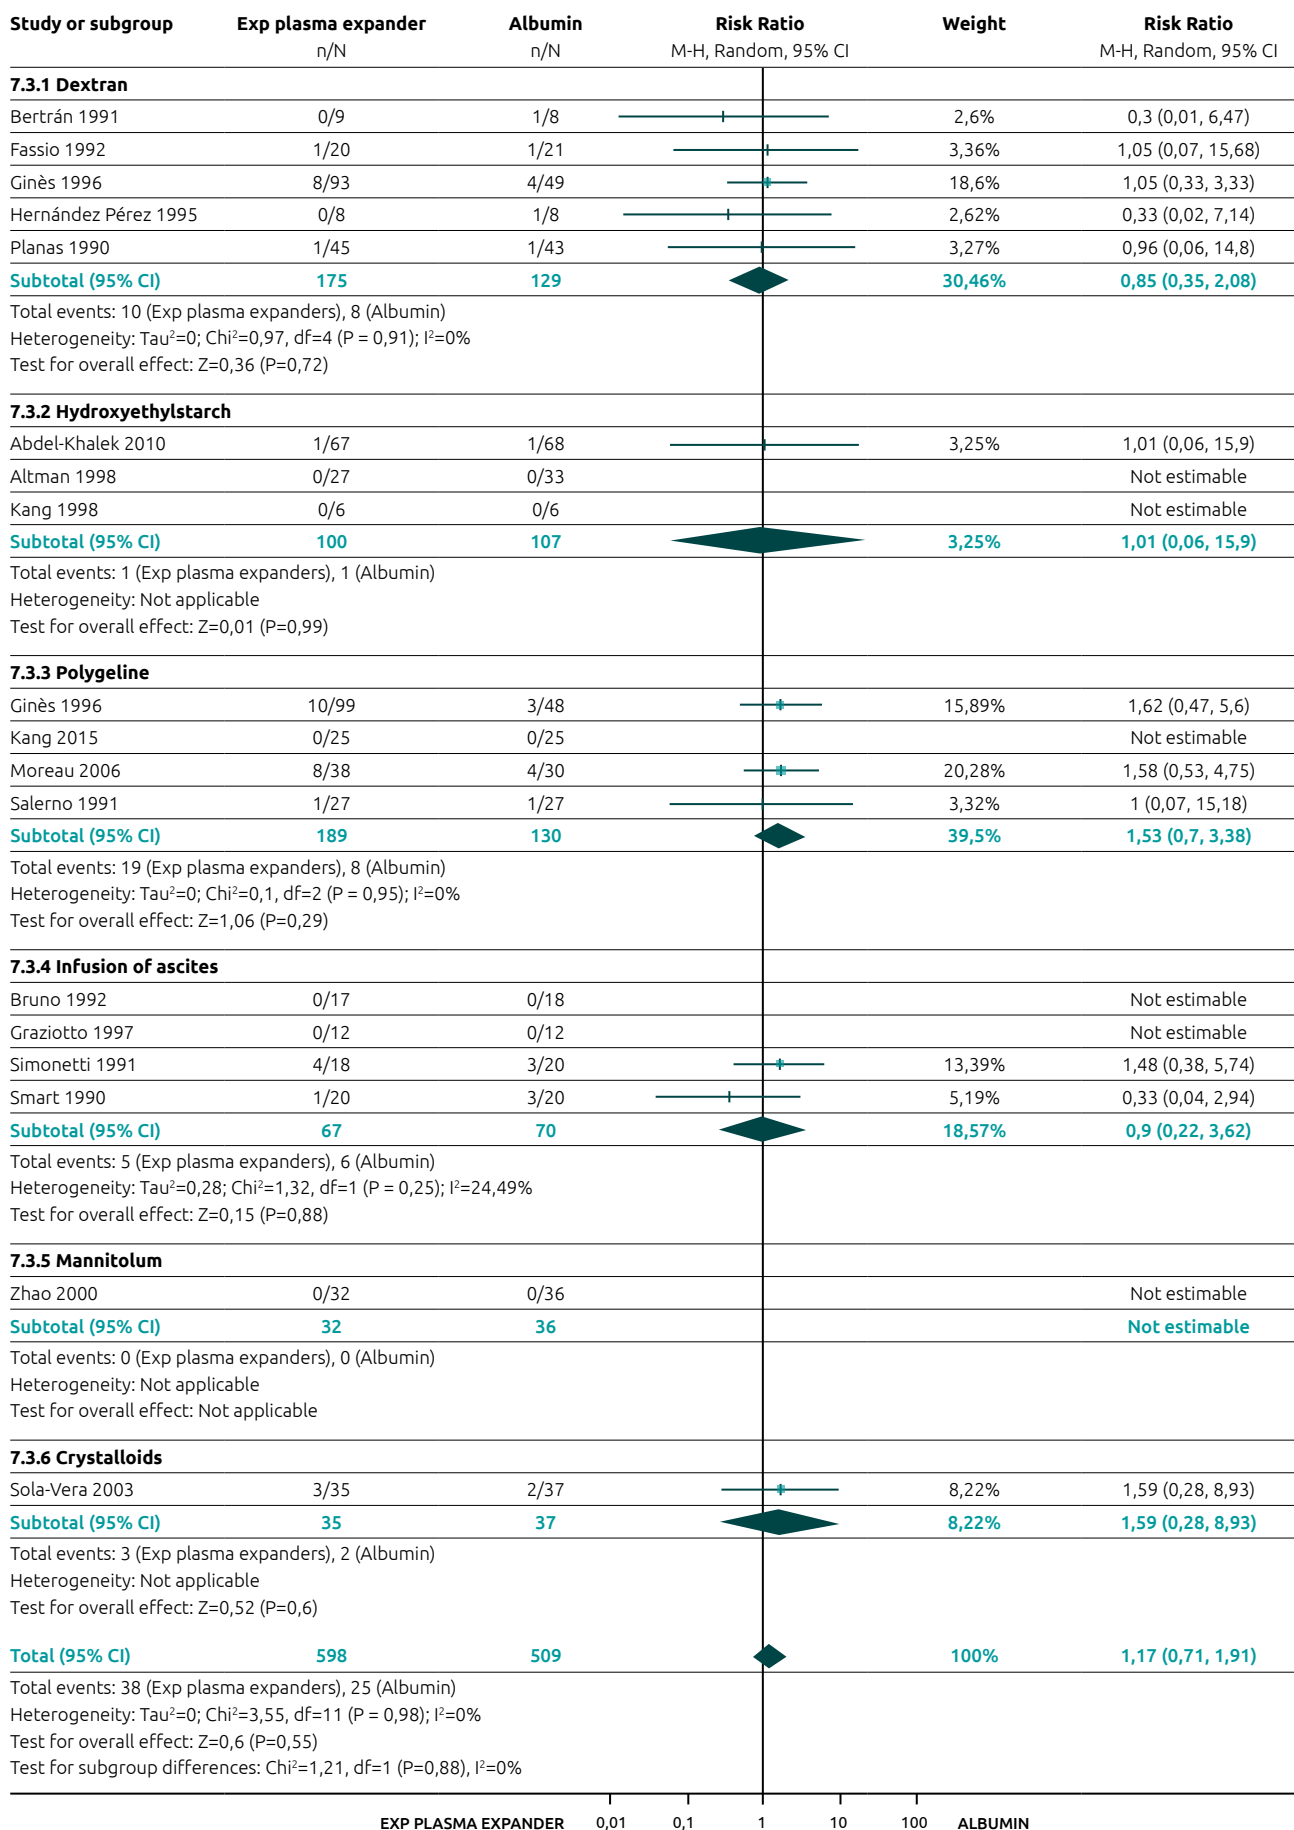 Study or subgroup Exp plasma expander Albumin Risk Ratio Weight Risk Ratio
n/N n/N M-H, Random, 95% CI M-H, Random, 95% CI
7.3.1 Dextran
Bertrán 1991 0/9 1/8 2,6% 0,3 (0,01, 6,47)
Fassio 1992 1/20 1/21 3,36% 1,05 (0,07, 15,68)
Ginès 1996 8/93 4/49 18,6% 1,05 (0,33, 3,33)
Hernández Pérez 1995 0/8 1/8 2,62% 0,33 (0,02, 7,14)
Planas 1990 1/45 1/43 3,27% 0,96 (0,06, 14,8)
Subtotal (95% CI) 175 129 30,46% 0,85 (0,35, 2,08)
Total events: 10 (Exp plasma expanders), 8 (Albumin)
Heterogeneity: Tau²=0; Chi²=0,97, df=4 (P = 0,91); I²=0%
Test for overall effect: Z=0,36 (P=0,72)
7.3.2 Hydroxyethylstarch
Abdel-Khalek 2010 1/67 1/68 3,25% 1,01 (0,06, 15,9)
Altman 1998 0/27 0/33 Not estimable
Kang 1998 0/6 0/6 Not estimable
Subtotal (95% CI) 100 107 3,25% 1,01 (0,06, 15,9)
Total events: 1 (Exp plasma expanders), 1 (Albumin)
Heterogeneity: Not applicable
Test for overall effect: Z=0,01 (P=0,99)
7.3.3 Polygeline
Ginès 1996 10/99 3/48 15,89% 1,62 (0,47, 5,6)
Kang 2015 0/25 0/25 Not estimable
Moreau 2006 8/38 4/30 20,28% 1,58 (0,53, 4,75)
Salerno 1991 1/27 1/27 3,32% 1 (0,07, 15,18)
Subtotal (95% CI) 189 130 39,5% 1,53 (0,7, 3,38)
Total events: 19 (Exp plasma expanders), 8 (Albumin)
Heterogeneity: Tau²=0; Chi²=0,1, df=2 (P = 0,95); I²=0%
Test for overall effect: Z=1,06 (P=0,29)
7.3.4 Infusion of ascites
Bruno 1992 0/17 0/18 Not estimable
Graziotto 1997 0/12 0/12 Not estimable
Simonetti 1991 4/18 3/20 13,39% 1,48 (0,38, 5,74)
Smart 1990 1/20 3/20 5,19% 0,33 (0,04, 2,94)
Subtotal (95% CI) 67 70 18,57% 0,9 (0,22, 3,62)
Total events: 5 (Exp plasma expanders), 6 (Albumin)
Heterogeneity: Tau²=0,28; Chi²=1,32, df=1 (P = 0,25); I²=24,49%
Test for overall effect: Z=0,15 (P=0,88)
7.3.5 Mannitolum
Zhao 2000 0/32 0/36 Not estimable
Subtotal (95% CI) 32 36 Not estimable
Total events: 0 (Exp plasma expanders), 0 (Albumin)
Heterogeneity: Not applicable
Test for overall effect: Not applicable
7.3.6 Crystalloids
Sola-Vera 2003 3/35 2/37 8,22% 1,59 (0,28, 8,93)
Subtotal (95% CI) 35 37 8,22% 1,59 (0,28, 8,93)
Total events: 3 (Exp plasma expanders), 2 (Albumin)
Heterogeneity: Not applicable
Test for overall effect: Z=0,52 (P=0,6)
Total (95% CI) 598 509 100% 1,17 (0,71, 1,91)
Total events: 38 (Exp plasma expanders), 25 (Albumin)
Heterogeneity: Tau²=0; Chi²=3,55, df=11 (P = 0,98); I²=0%
Test for overall effect: Z=0,6 (P=0,55)
Test for subgroup differences: Chi²=1,21, df=1 (P=0,88), I²=0%
EXP PLASMA EXPANDER 0,01 0,1 1 10 100 ALBUMIN